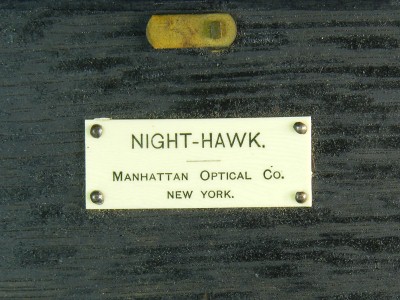 NIGHT-HAWK.
MANHATTAN OPTICAL CO.
NEW YORK.